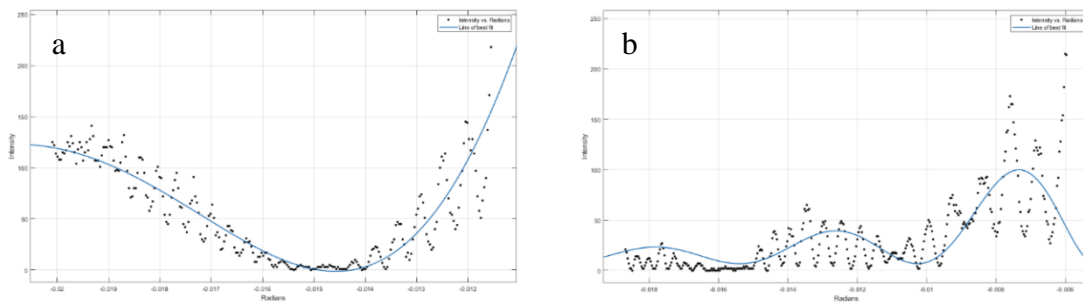 a
Intensity vs. Radians
Line of best fit
250
200
150
100
50
0
Intensity
-0.02
-0.019
-0.018
-0.017
-0.016
-0.015
-0.014
-0.013
-0.012
Radians
b
Intensity vs. Radians
Line of best fit
250
200
150
100
50
0
Intensity
-0.018
-0.016
-0.014
-0.012
-0.01
-0.008
-0.006
Radians